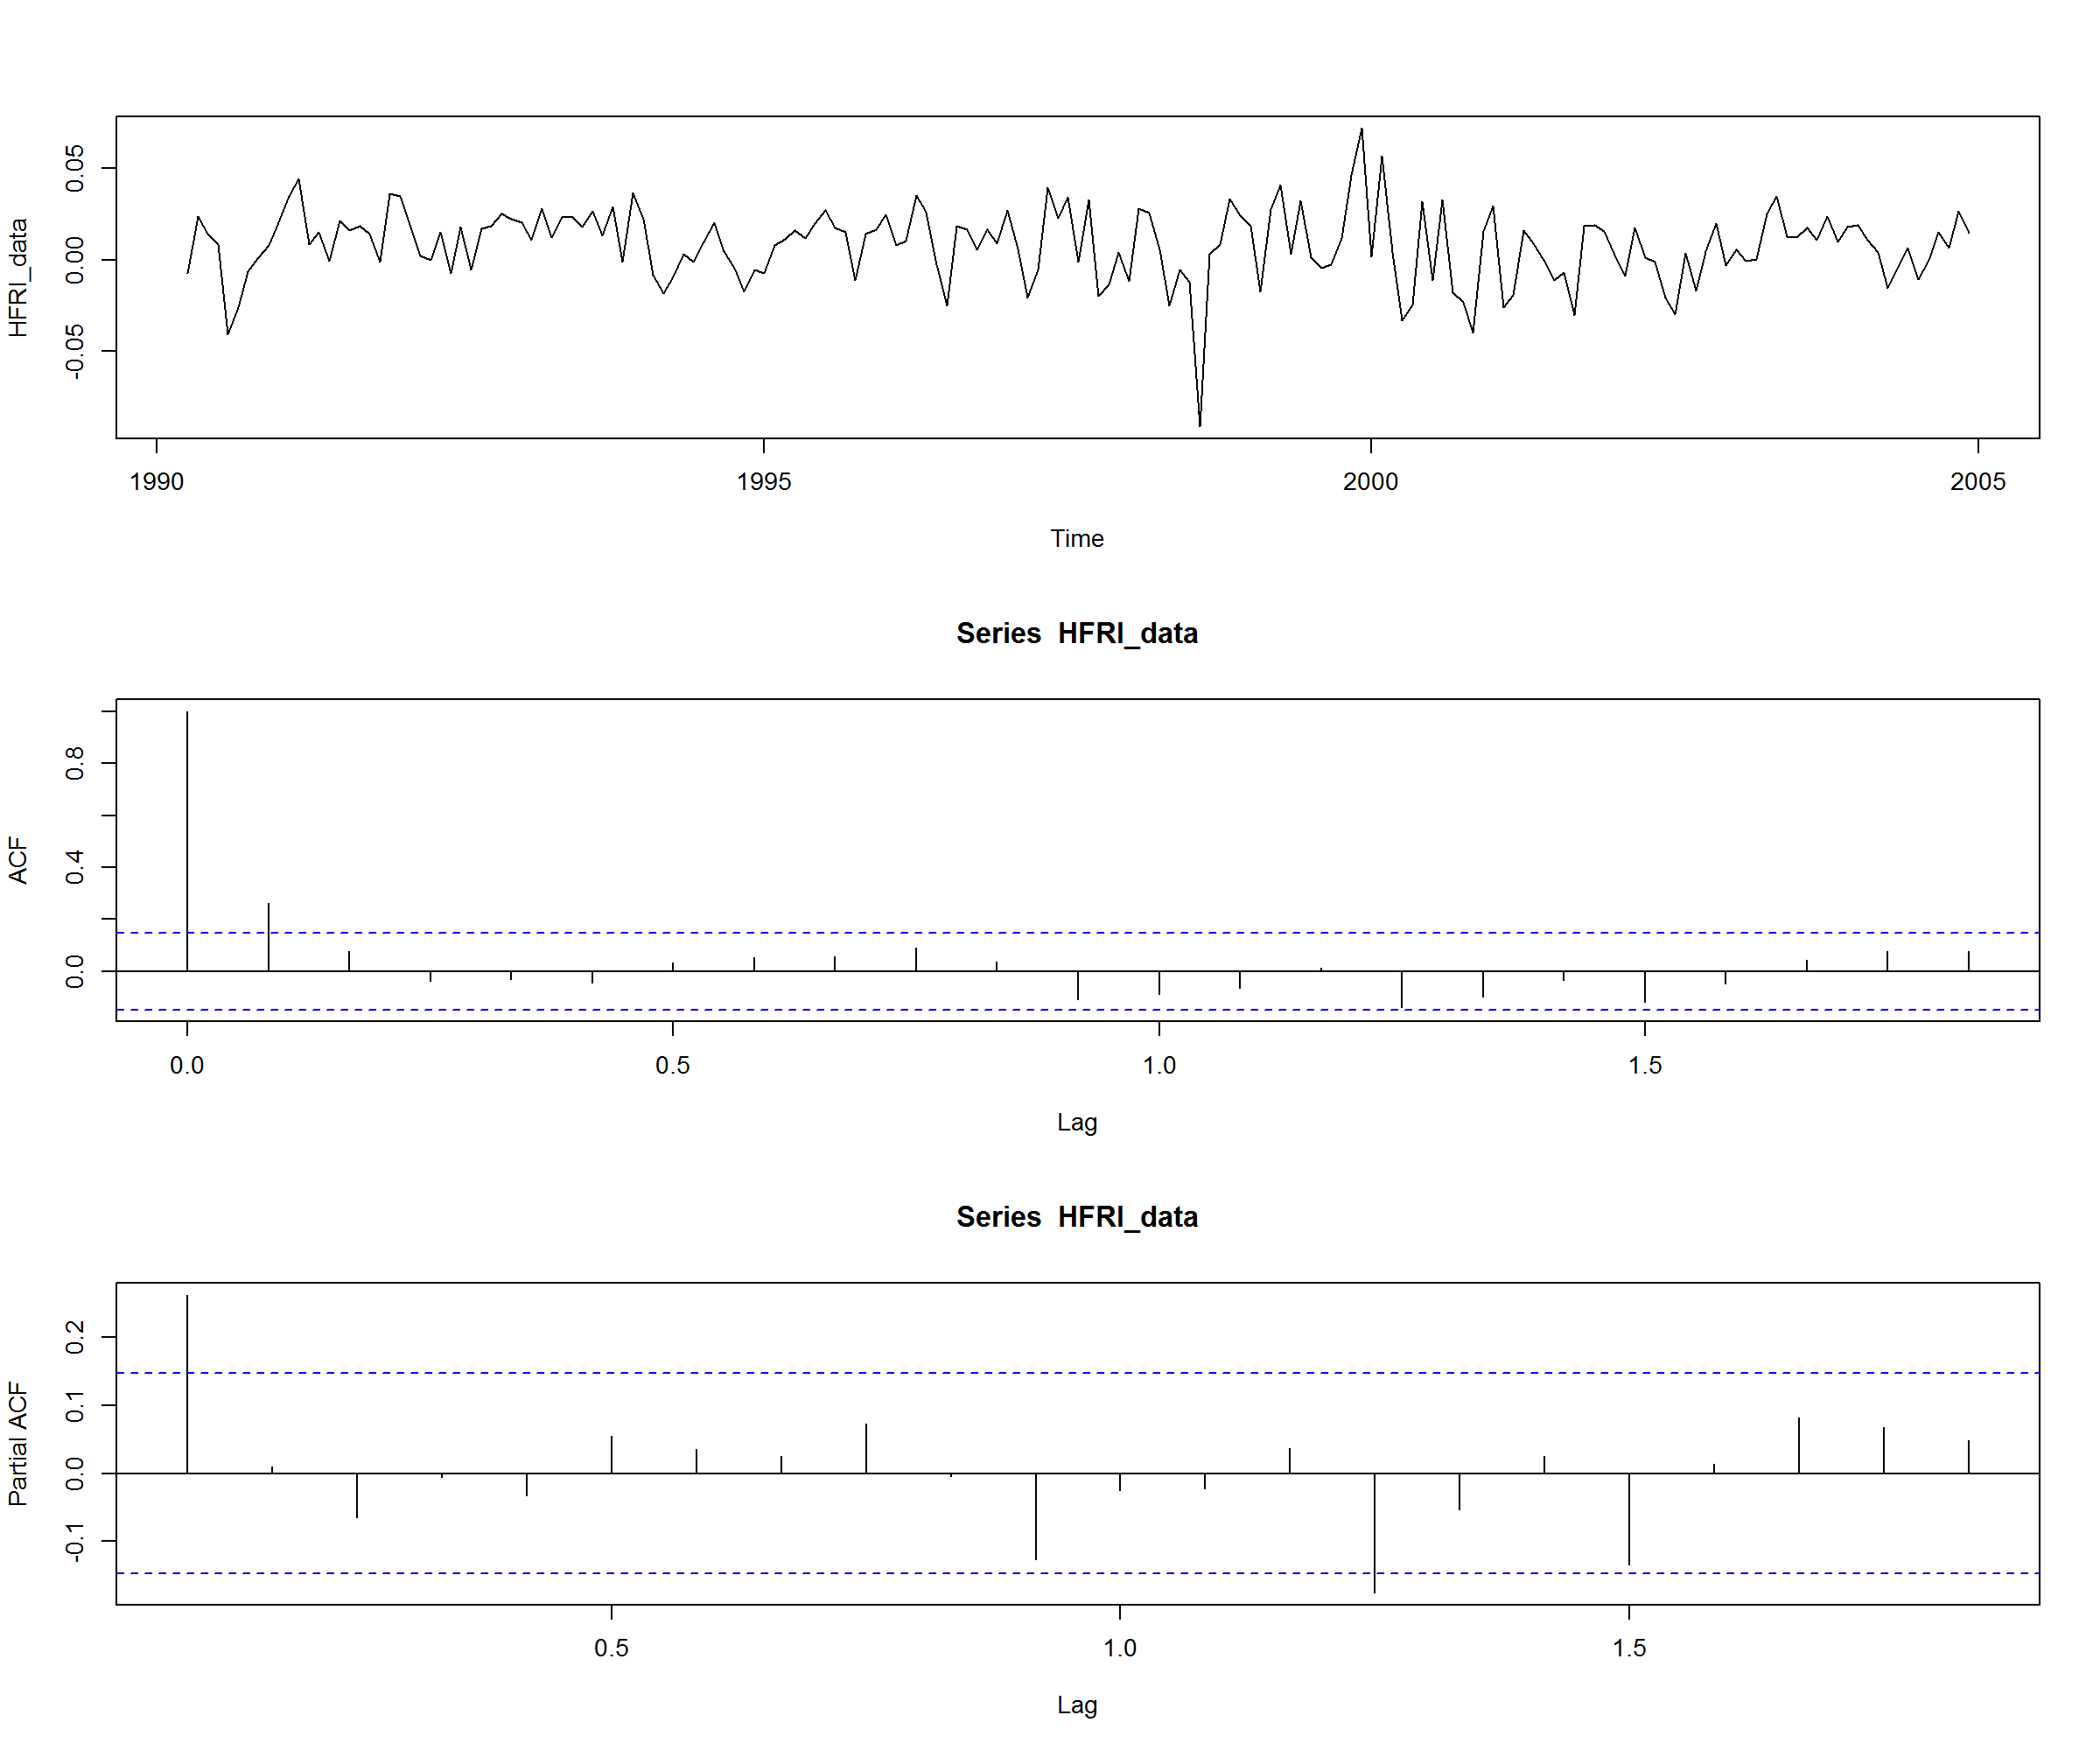 HFRI_data
0.05
0.00
-0.05
1990 1995 2000 2005
Time
Series HFRI_data
ACF
0.8
0.4
0.0
0.0 0.5 1.0 1.5
Lag
Series HFRI_data
Partial ACF
0.2
0.1
0.0
-0.1
0.5 1.0 1.5
Lag